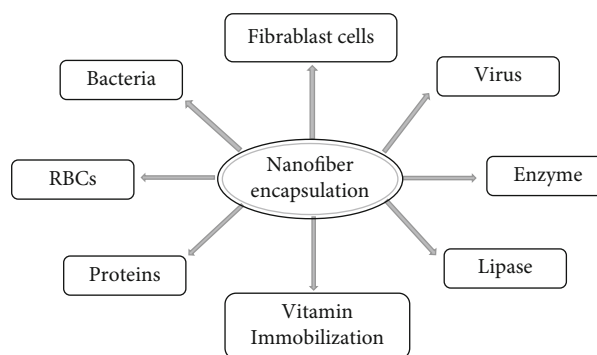 Fibrablast cells
Bacteria
Virus
Nanofiber
encapsulation
RBCs
Enzyme
Proteins
Lipase
Vitamin
Immobilization